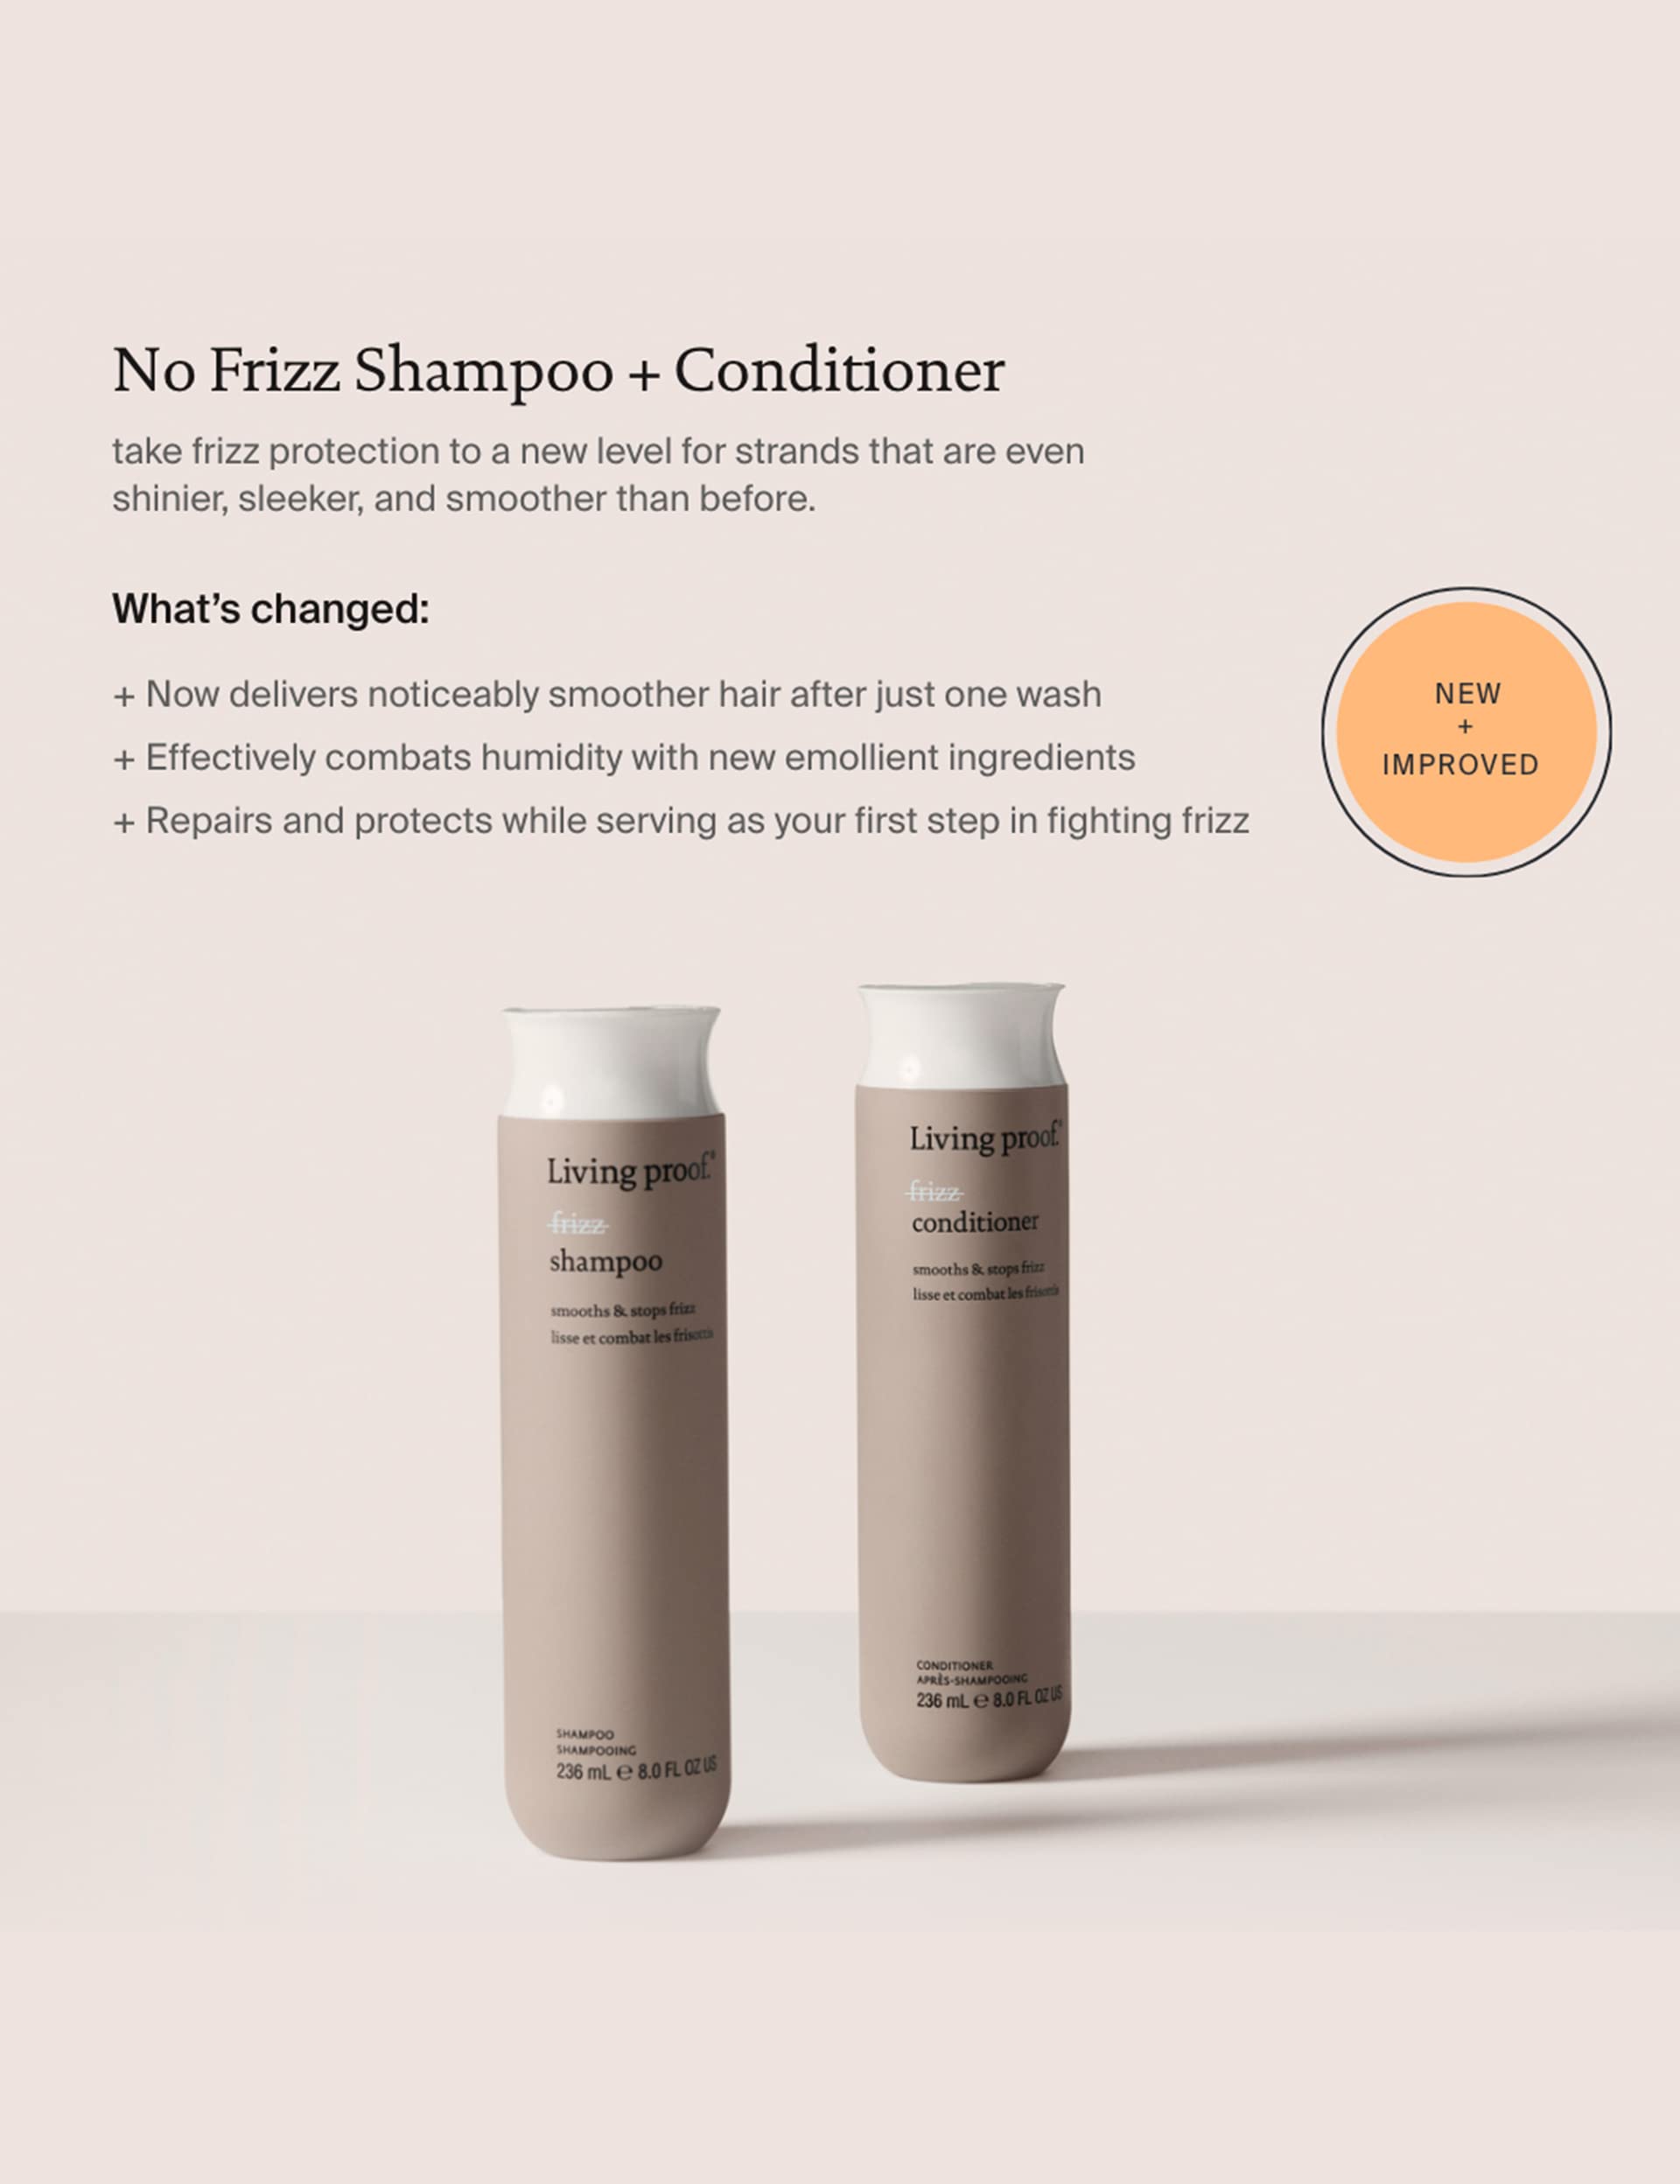 No Frizz Shampoo + Conditioner
take frizz protection to a new level for strands that are even
shinier, sleeker, and smoother than before.
What's changed:
+ Now delivers noticeably smoother hair after just one wash
+ Effectively combats humidity with new emollient ingredients
+ Repairs and protects while serving as your first step in fighting frizz
NEW
+
IMPROVED
Living proof.®
frizz
shampoo
smooths & stops frizz
lisse et combat les frisottis
SHAMPOO
SHAMPOOING
236 mL ℮ 8.0 FL OZ US
Living proof.®
frizz
conditioner
smooths & stops frizz
lisse et combat les frisottis
CONDITIONER
APRÈS-SHAMPOOING
236 mL ℮ 8.0 FL OZ US